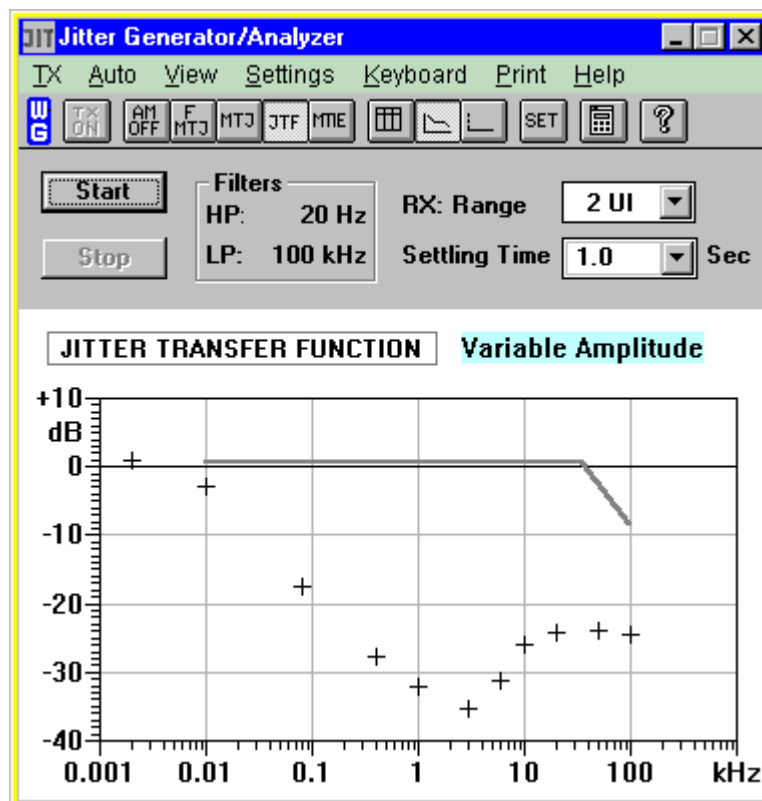 JIT Jitter Generator/Analyzer
TX Auto View Settings Keyboard Print Help
WG TX ON AM OFF F MTJ MTJ JTF MTIE SET ?
Start
Stop
Filters
HP: 20 Hz
LP: 100 kHz
RX: Range 2 UI
Settling Time 1.0 Sec
JITTER TRANSFER FUNCTION Variable Amplitude
+10
dB
0
-10
-20
-30
-40
0.001 0.01 0.1 1 10 100 kHz